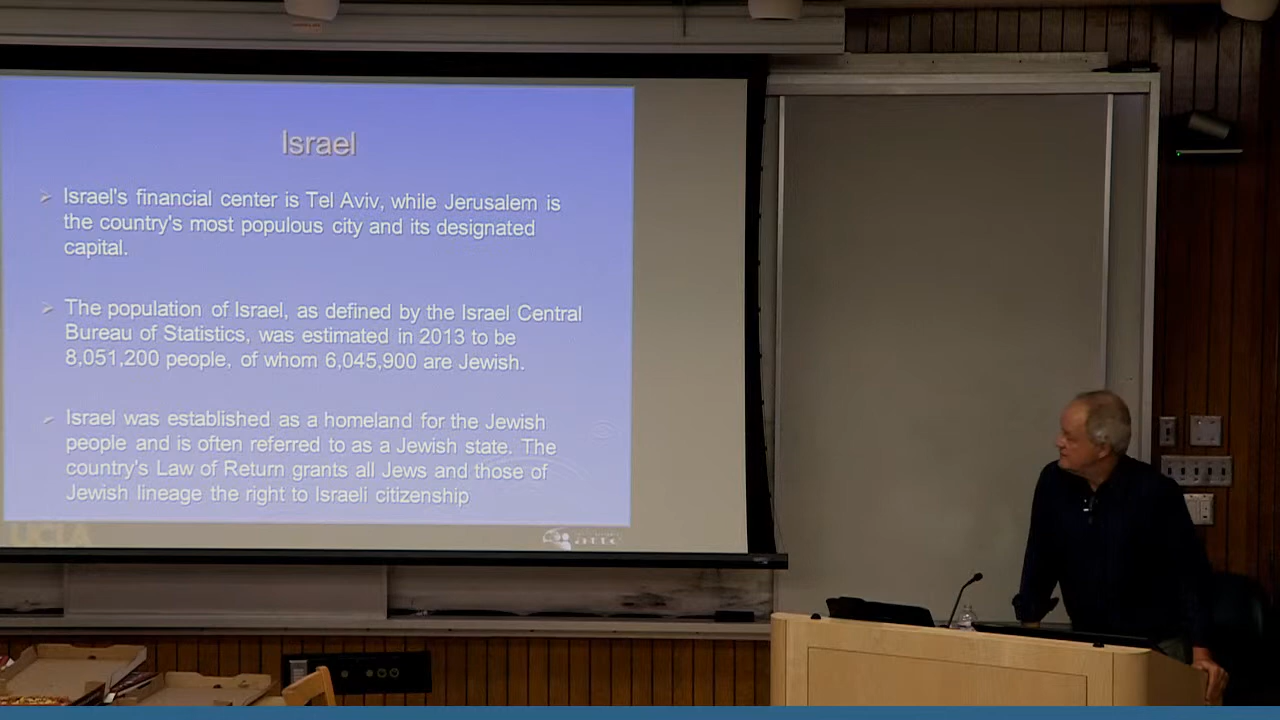 Israel
Israel's financial center is Tel Aviv, while Jerusalem is
the country's most populous city and its designated
capital.
The population of Israel, as defined by the Israel Central
Bureau of Statistics, was estimated in 2013 to be
8,051,200 people, of whom 6,045,900 are Jewish.
Israel was established as a homeland for the Jewish
people and is often referred to as a Jewish state. The
country's Law of Return grants all Jews and those of
Jewish lineage the right to Israeli citizenship
UCLA